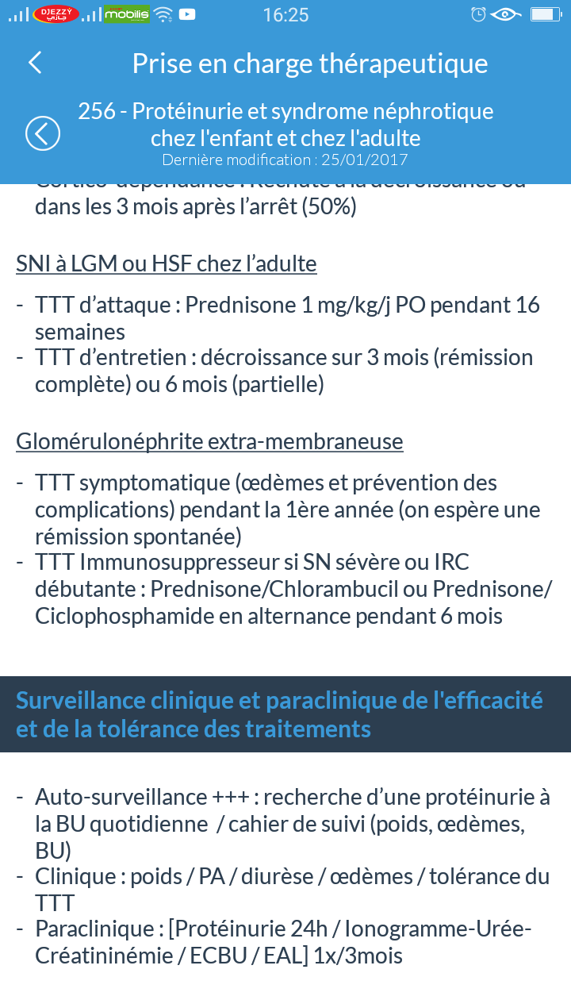 DJEZZY
جازي
mobilis
16:25
Prise en charge thérapeutique
256 - Protéinurie et syndrome néphrotique
chez l'enfant et chez l'adulte
Dernière modification : 25/01/2017
Cortico-dépendance : Rechute à la décroissance ou
dans les 3 mois après l’arrêt (50%)
SNI à LGM ou HSF chez l’adulte
- TTT d’attaque : Prednisone 1 mg/kg/j PO pendant 16
semaines
- TTT d’entretien : décroissance sur 3 mois (rémission
complète) ou 6 mois (partielle)
Glomérulonéphrite extra-membraneuse
- TTT symptomatique (œdèmes et prévention des
complications) pendant la 1ère année (on espère une
rémission spontanée)
- TTT Immunosuppresseur si SN sévère ou IRC
débutante : Prednisone/Chlorambucil ou Prednisone/
Ciclophosphamide en alternance pendant 6 mois
Surveillance clinique et paraclinique de l'efficacité
et de la tolérance des traitements
- Auto-surveillance +++ : recherche d’une protéinurie à
la BU quotidienne / cahier de suivi (poids, œdèmes,
BU)
- Clinique : poids / PA / diurèse / œdèmes / tolérance du
TTT
- Paraclinique : [Protéinurie 24h / Ionogramme-Urée-
Créatininémie / ECBU / EAL] 1x/3mois